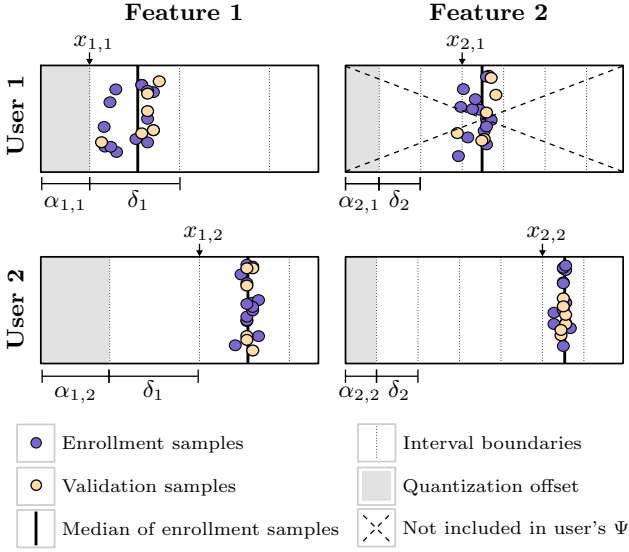 Feature 1
Feature 2
x1,1
x2,1
User 1
α1,1
δ1
α2,1
δ2
x1,2
x2,2
User 2
α1,2
δ1
α2,2
δ2
Enrollment samples
Interval boundaries
Validation samples
Quantization offset
Median of enrollment samples
Not included in user's Ψ